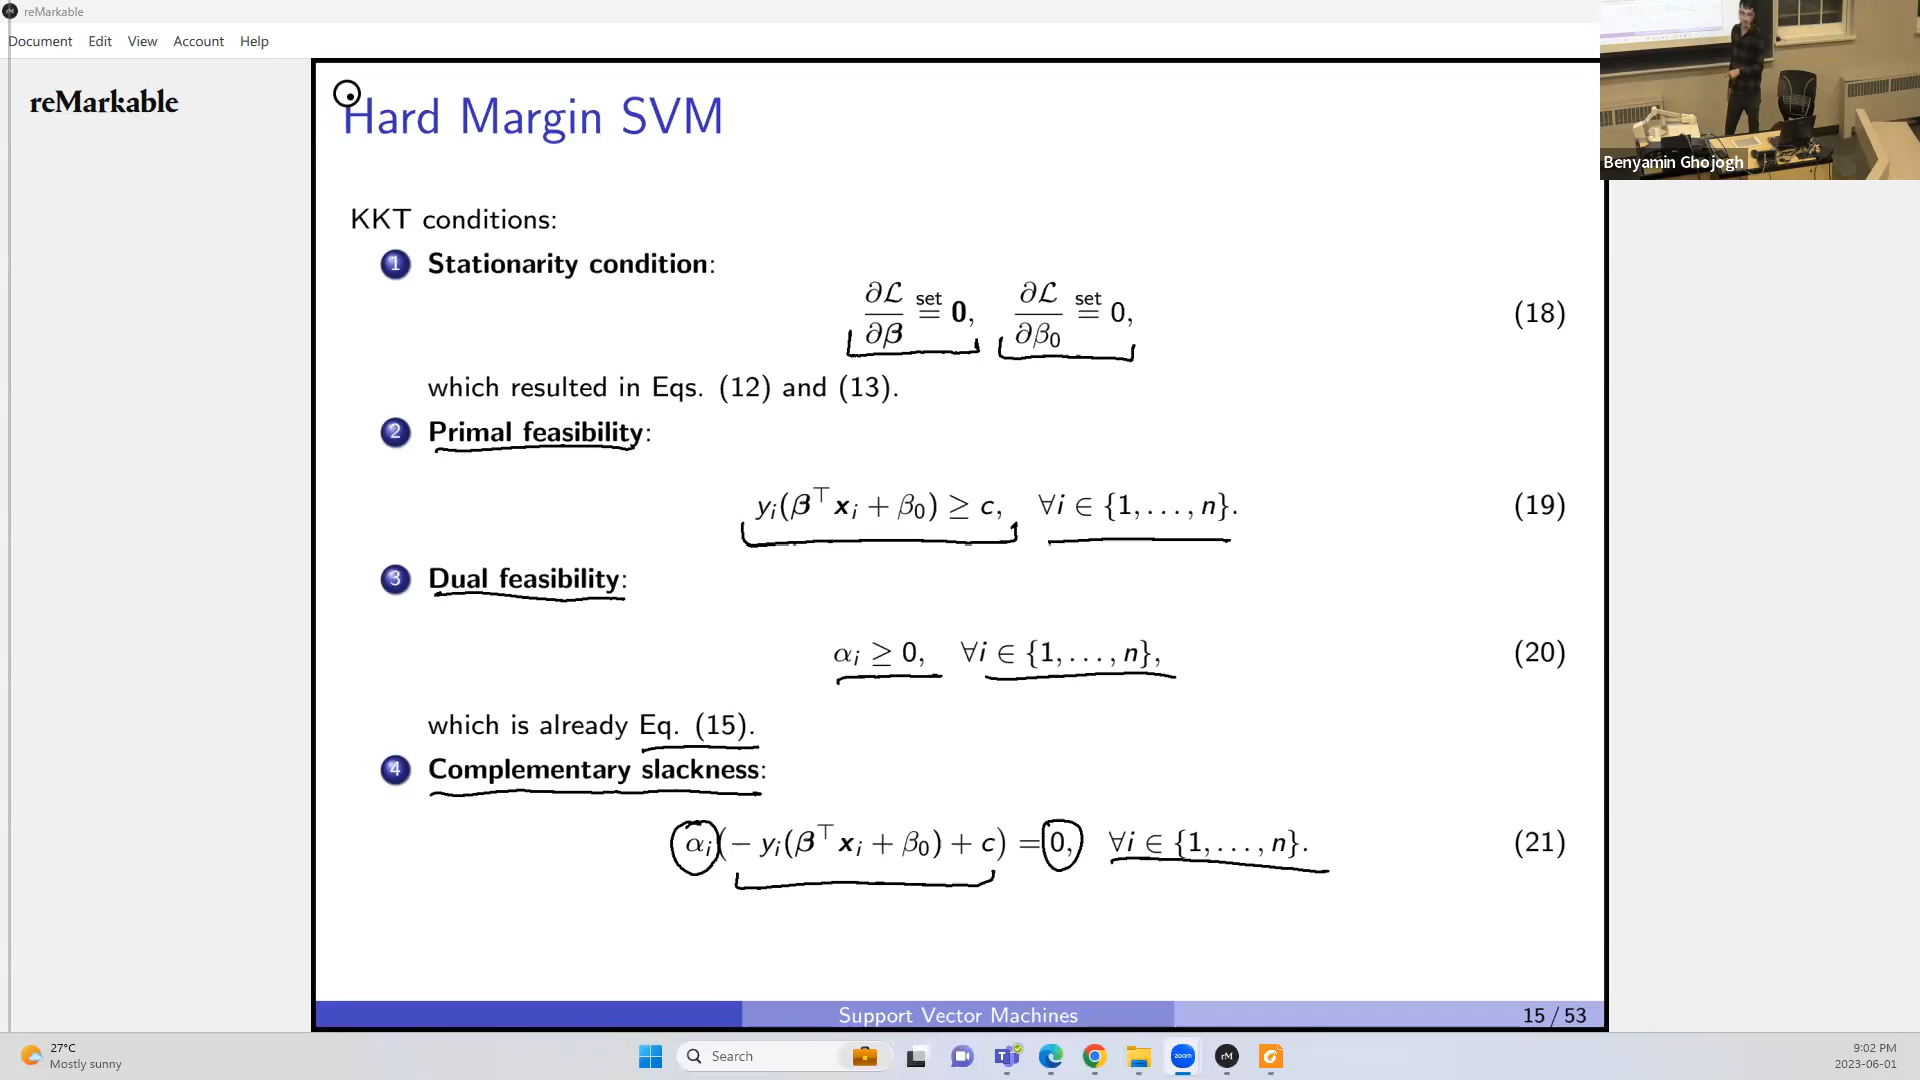 reMarkable
Document Edit View Account Help
reMarkable
Hard Margin SVM
Benyamin Ghojogh
KKT conditions:
1 Stationarity condition:
∂ℒ/∂β set= 0, ∂ℒ/∂β₀ set= 0, (18)
which resulted in Eqs. (12) and (13).
2 Primal feasibility:
yᵢ(β⊤xᵢ + β₀) ≥ c, ∀i ∈ {1, . . . , n}. (19)
3 Dual feasibility:
αᵢ ≥ 0, ∀i ∈ {1, . . . , n}, (20)
which is already Eq. (15).
4 Complementary slackness:
αᵢ(− yᵢ(β⊤xᵢ + β₀) + c) = 0, ∀i ∈ {1, . . . , n}. (21)
Support Vector Machines 15 / 53
27°C
Mostly sunny
Search
zoom
rM
9:02 PM
2023-06-01